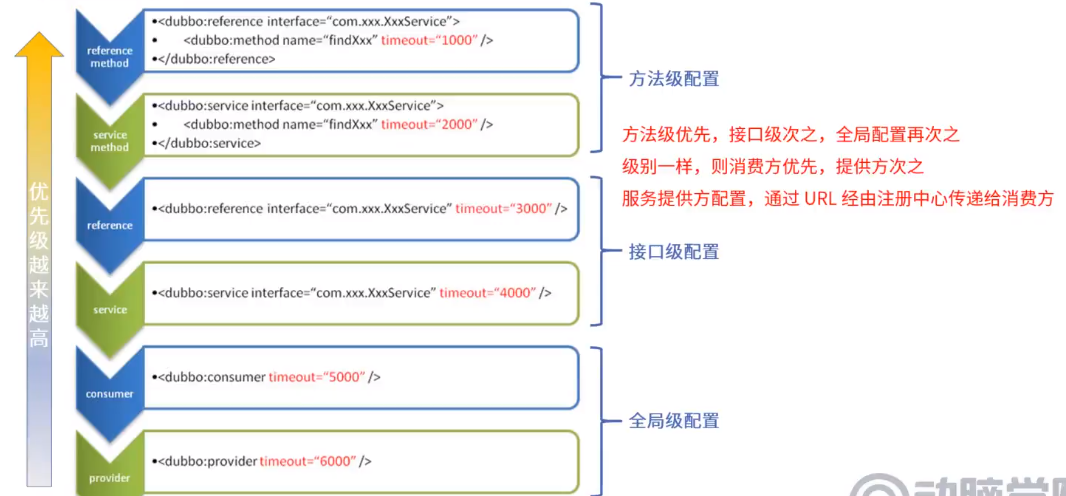 优先级越来越高
reference
method
•<dubbo:reference interface=“com.xxx.XxxService”>
• <dubbo:method name=“findXxx” timeout=“1000” />
•</dubbo:reference>
service
method
•<dubbo:service interface=“com.xxx.XxxService”>
• <dubbo:method name=“findXxx” timeout=“2000” />
•</dubbo:service>
方法级配置
方法级优先，接口级次之，全局配置再次之
级别一样，则消费方优先，提供方次之
服务提供方配置，通过 URL 经由注册中心传递给消费方
reference
•<dubbo:reference interface=“com.xxx.XxxService” timeout=“3000” />
service
•<dubbo:service interface=“com.xxx.XxxService” timeout=“4000” />
接口级配置
consumer
•<dubbo:consumer timeout=“5000” />
provider
•<dubbo:provider timeout=“6000” />
全局级配置